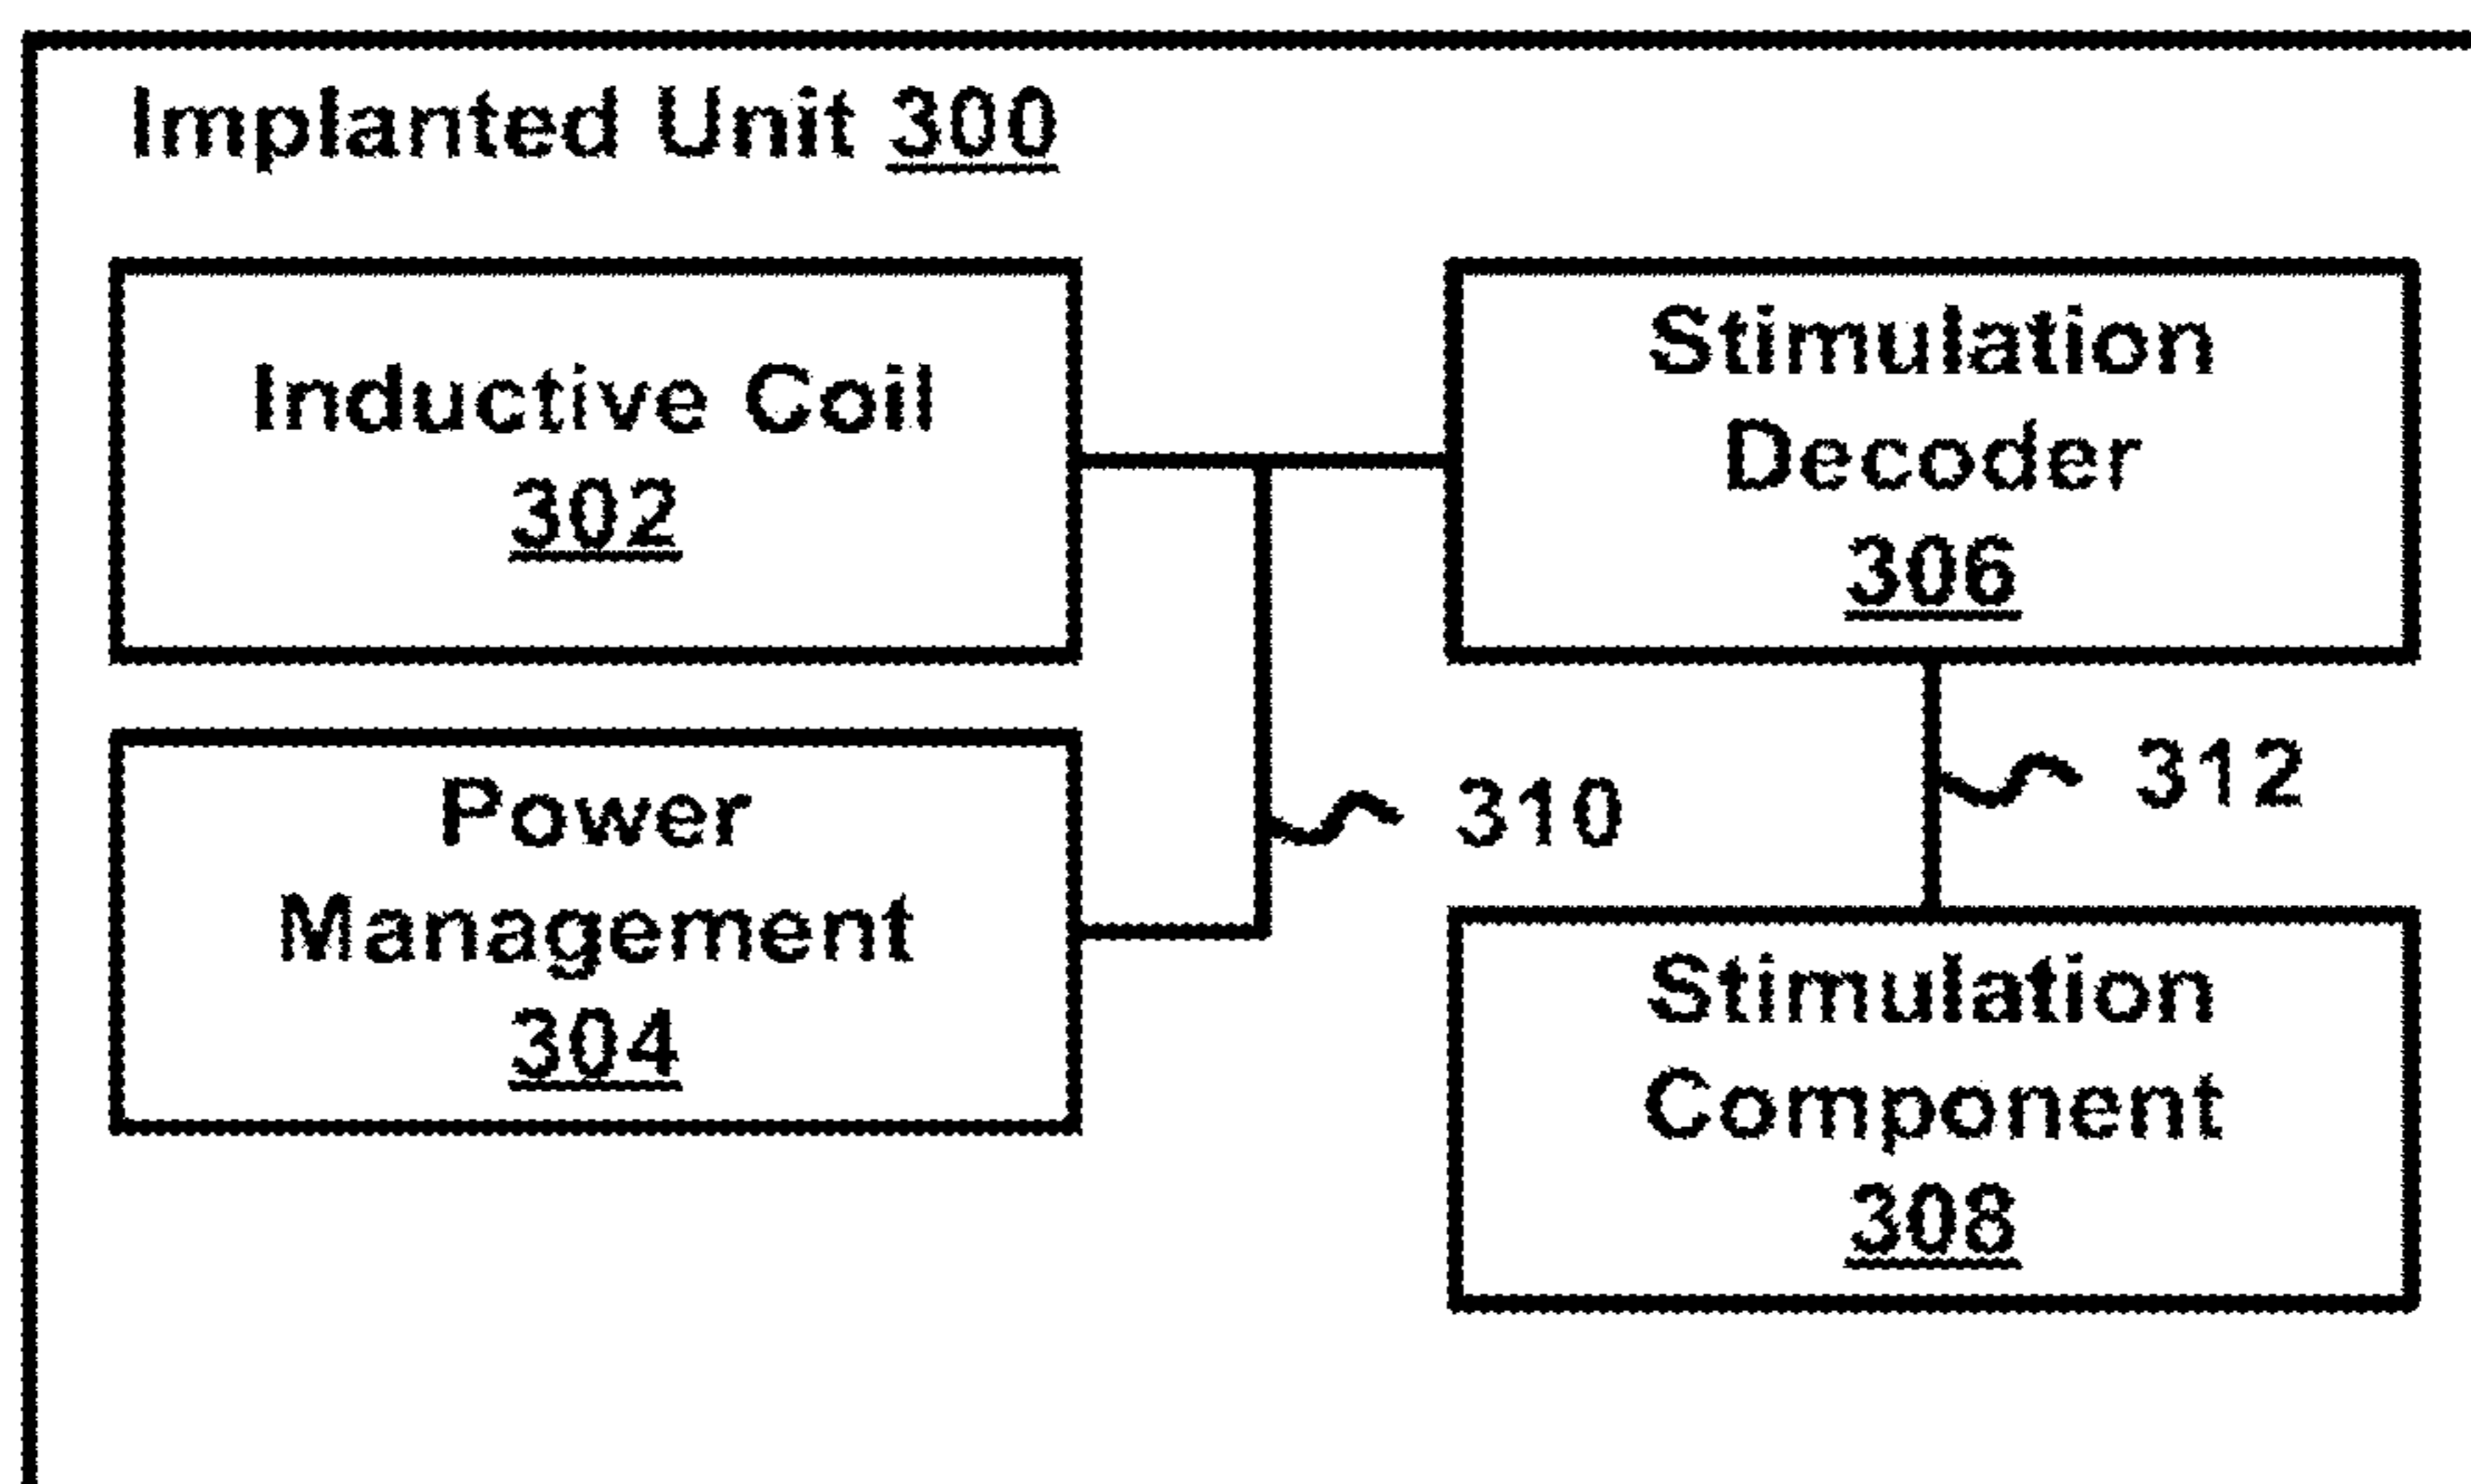 Implanted Unit 300
Inductive Coil
302
Stimulation
Decoder
306
Power
Management
304
310
312
Stimulation
Component
308